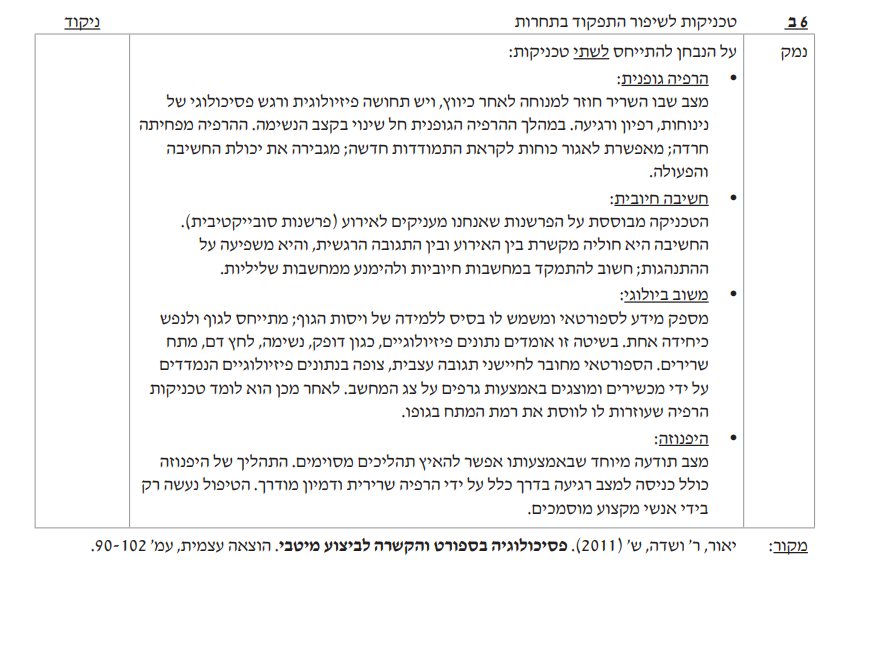 6 ב טכניקות לשיפור התפקוד בתחרות ניקוד
נמק על הנבחן להתייחס לשתי טכניקות:
• הרפיה גופנית:
מצב שבו השריר חוזר למנוחה לאחר כיווץ, ויש תחושה פיזיולוגית ורגש פסיכולוגי של
נינוחות, רפיון ורגיעה. במהלך ההרפיה הגופנית חל שינוי בקצב הנשימה. ההרפיה מפחיתה
חרדה; מאפשרת לאגור כוחות לקראת התמודדות חדשה; מגבירה את יכולת החשיבה
והפעולה.
• חשיבה חיובית:
הטכניקה מבוססת על הפרשנות שאנחנו מעניקים לאירוע (פרשנות סובייקטיבית).
החשיבה היא חוליה מקשרת בין האירוע ובין התגובה הרגשית, והיא משפיעה על
ההתנהגות; חשוב להתמקד במחשבות חיוביות ולהימנע ממחשבות שליליות.
• משוב ביולוגי:
מספק מידע לספורטאי ומשמש לו בסיס ללמידה של ויסות הגוף; מתייחס לגוף ולנפש
כיחידה אחת. בשיטה זו אומדים נתונים פיזיולוגיים, כגון דופק, נשימה, לחץ דם, מתח
שרירים. הספורטאי מחובר לחיישני תגובה עצבית, צופה בנתונים פיזיולוגיים הנמדדים
על ידי מכשירים ומוצגים באמצעות גרפים על צג המחשב. לאחר מכן הוא לומד טכניקות
הרפיה שעוזרות לו לווסת את רמת המתח בגופו.
• היפנוזה:
מצב תודעה מיוחד שבאמצעותו אפשר להאיץ תהליכים מסוימים. התהליך של היפנוזה
כולל כניסה למצב רגיעה בדרך כלל על ידי הרפיה שרירית ודמיון מודרך. הטיפול נעשה רק
בידי אנשי מקצוע מוסמכים.
מקור: יאור, ר' ושדה, ש' (2011). פסיכולוגיה בספורט והקשרה לביצוע מיטבי. הוצאה עצמית, עמ' 90-102.